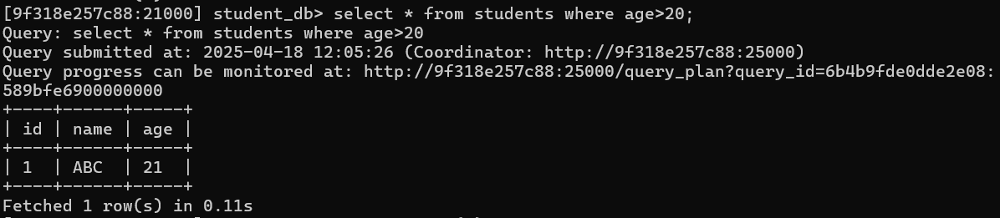 [9f318e257c88:21000] student_db> select * from students where age>20;
Query: select * from students where age>20
Query submitted at: 2025-04-18 12:05:26 (Coordinator: http://9f318e257c88:25000)
Query progress can be monitored at: http://9f318e257c88:25000/query_plan?query_id=6b4b9fde0dde2e08:
589bfe6900000000
+----+------+-----+
| id | name | age |
+----+------+-----+
| 1  | ABC  | 21  |
+----+------+-----+
Fetched 1 row(s) in 0.11s